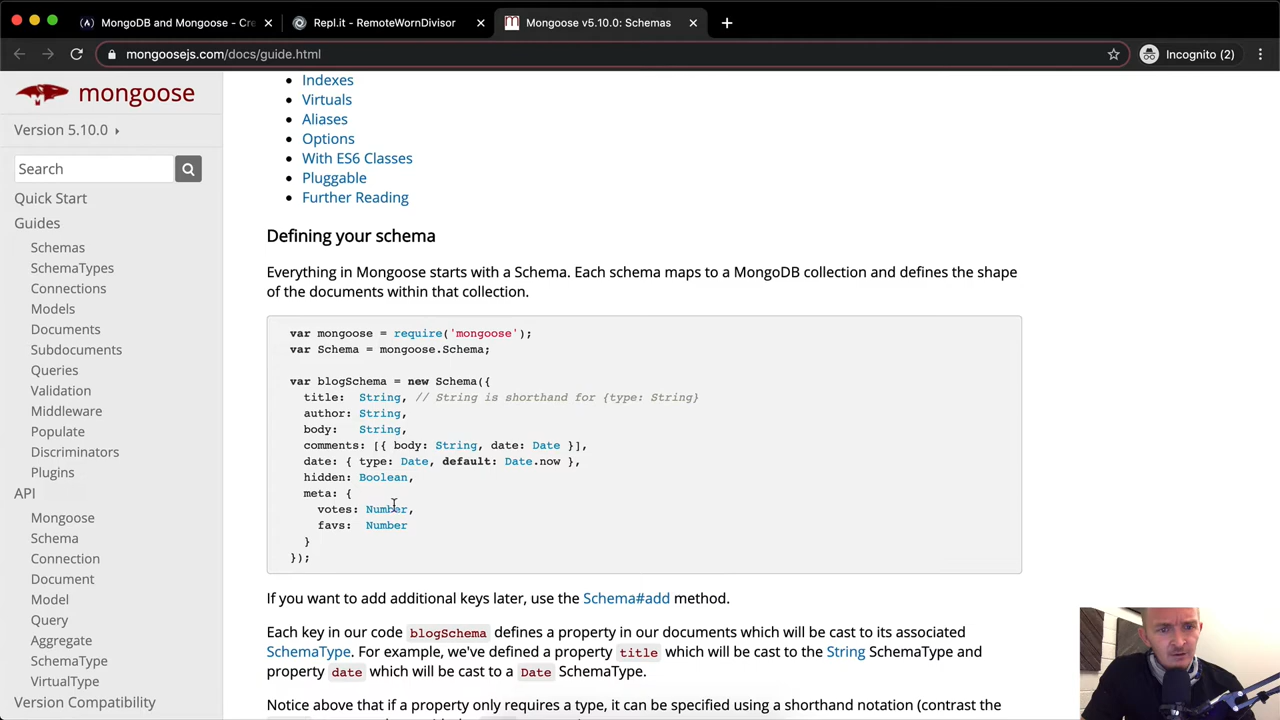 MongoDB and Mongoose - Cre
Repl.it - RemoteWornDivisor
Mongoose v5.10.0: Schemas
mongoosejs.com/docs/guide.html
Incognito (2)
mongoose
Version 5.10.0
Search
Quick Start
Guides
Schemas
SchemaTypes
Connections
Models
Documents
Subdocuments
Queries
Validation
Middleware
Populate
Discriminators
Plugins
API
Mongoose
Schema
Connection
Document
Model
Query
Aggregate
SchemaType
VirtualType
Version Compatibility
Indexes
Virtuals
Aliases
Options
With ES6 Classes
Pluggable
Further Reading
Defining your schema
Everything in Mongoose starts with a Schema. Each schema maps to a MongoDB collection and defines the shape
of the documents within that collection.
var mongoose = require('mongoose');
var Schema = mongoose.Schema;
var blogSchema = new Schema({
title: String, // String is shorthand for {type: String}
author: String,
body: String,
comments: [{ body: String, date: Date }],
date: { type: Date, default: Date.now },
hidden: Boolean,
meta: {
votes: Number,
favs: Number
}
});
If you want to add additional keys later, use the Schema#add method.
Each key in our code blogSchema defines a property in our documents which will be cast to its associated
SchemaType. For example, we've defined a property title which will be cast to the String SchemaType and
property date which will be cast to a Date SchemaType.
Notice above that if a property only requires a type, it can be specified using a shorthand notation (contrast the